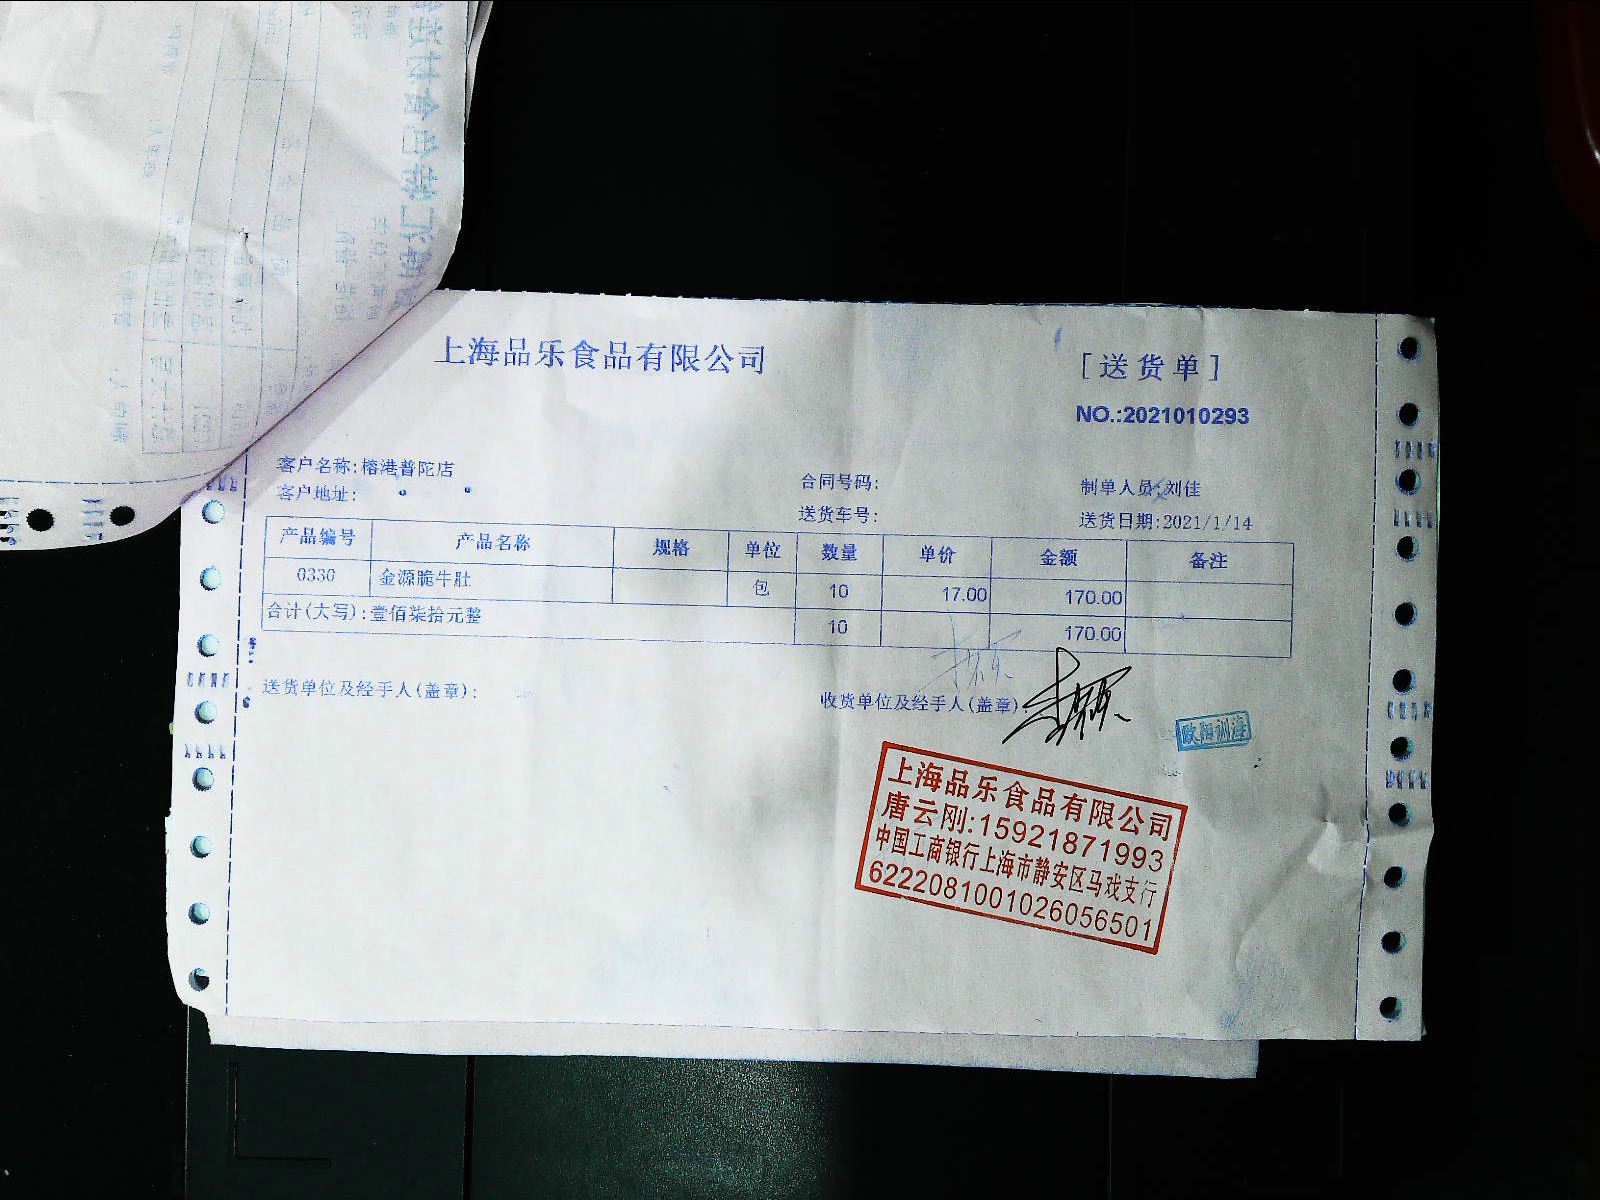 上海品乐食品有限公司
[送货单]
NO.:2021010293
客户名称:榕港普陀店
客户地址:
合同号码:
送货车号:
制单人员:刘佳
送货日期:2021/1/14
产品编号 产品名称 规格 单位 数量 单价 金额 备注
0330 金源脆牛肚 包 10 17.00 170.00
合计(大写):壹佰柒拾元整 10 170.00
送货单位及经手人(盖章):
收货单位及经手人(盖章):
欧阳训海
上海品乐食品有限公司
唐云刚:15921871993
中国工商银行上海市静安区马戏支行
6222081001026056501